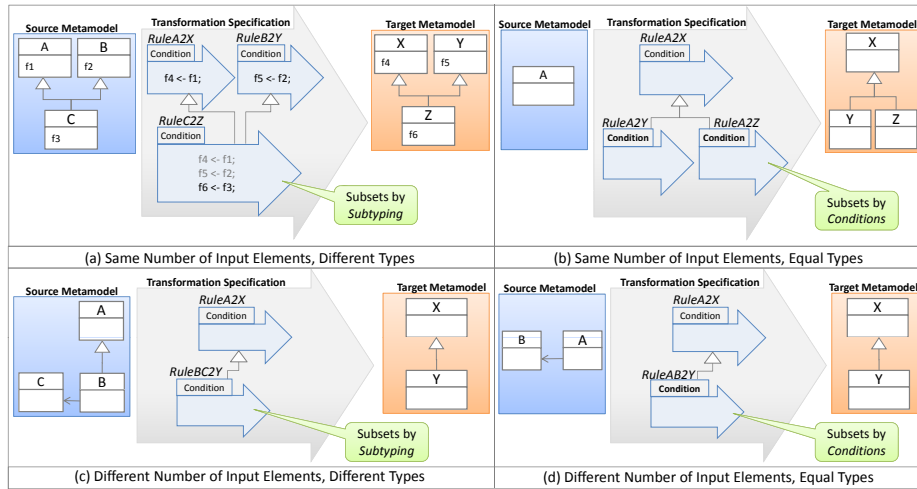 Source Metamodel
A
f1
B
f2
C
f3
Transformation Specification
RuleA2X
Condition
f4 <- f1;
RuleB2Y
Condition
f5 <- f2;
RuleC2Z
Condition
f4 <- f1;
f5 <- f2;
f6 <- f3;
Subsets by
Subtyping
Target Metamodel
X
f4
Y
f5
Z
f6
(a) Same Number of Input Elements, Different Types
Source Metamodel
A
Transformation Specification
RuleA2X
Condition
RuleA2Y
Condition
RuleA2Z
Condition
Subsets by
Conditions
Target Metamodel
X
Y
Z
(b) Same Number of Input Elements, Equal Types
Source Metamodel
A
C
B
Transformation Specification
RuleA2X
Condition
RuleBC2Y
Condition
Subsets by
Subtyping
Target Metamodel
X
Y
(c) Different Number of Input Elements, Different Types
Source Metamodel
B
A
Transformation Specification
RuleA2X
Condition
RuleAB2Y
Condition
Subsets by
Conditions
Target Metamodel
X
Y
(d) Different Number of Input Elements, Equal Types